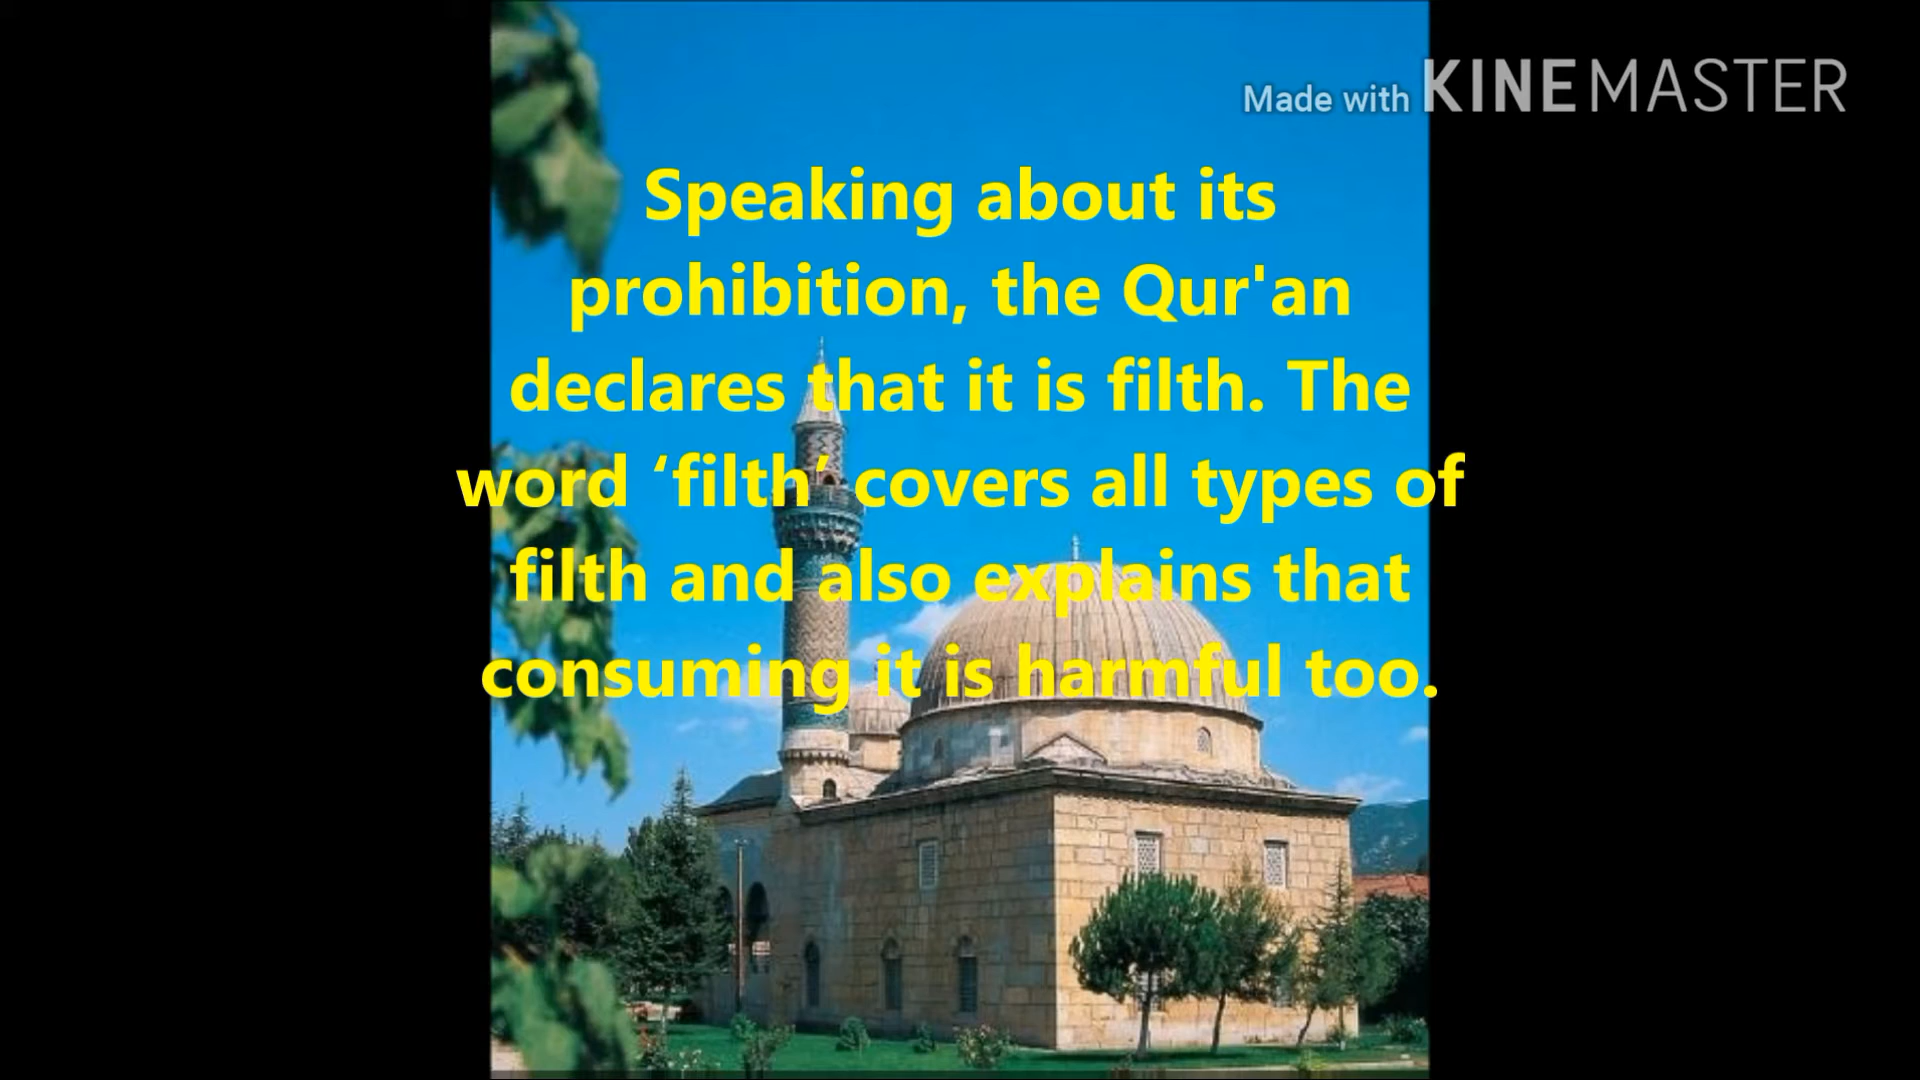 Made with KINEMASTER
Speaking about its
prohibition, the Qur'an
declares that it is filth. The
word ‘filth’ covers all types of
filth and also explains that
consuming it is harmful too.